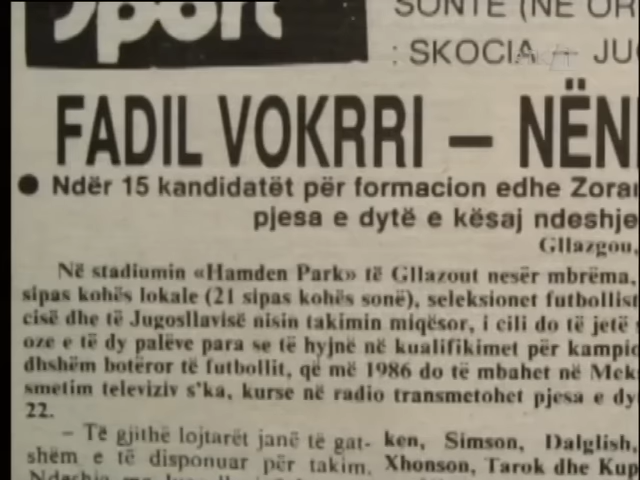 sport
SONTE (NË OR
: SKOCIA – JU
FADIL VOKRRI – NËN
● Ndër 15 kandidatët për formacion edhe Zoran
pjesa e dytë e kësaj ndeshje
Gllazgou,
Në stadiumin «Hamden Park» të Gllazout nesër mbrëma,
sipas kohës lokale (21 sipas kohës sonë), seleksionet futbollist
cisë dhe të Jugosllavisë nisin takimin miqësor, i cili do të jetë
oze e të dy palëve para se të hyjnë në kualifikimet për kampio
dhshëm botëror të futbollit, që më 1986 do të mbahet në Mek
smetim televiziv s'ka, kurse në radio transmetohet pjesa e dy
22.
– Të gjithë lojtarët janë të gat-
shëm e të disponuar për takim.
ken, Simson, Dalglish,
Xhonson, Tarok dhe Kup